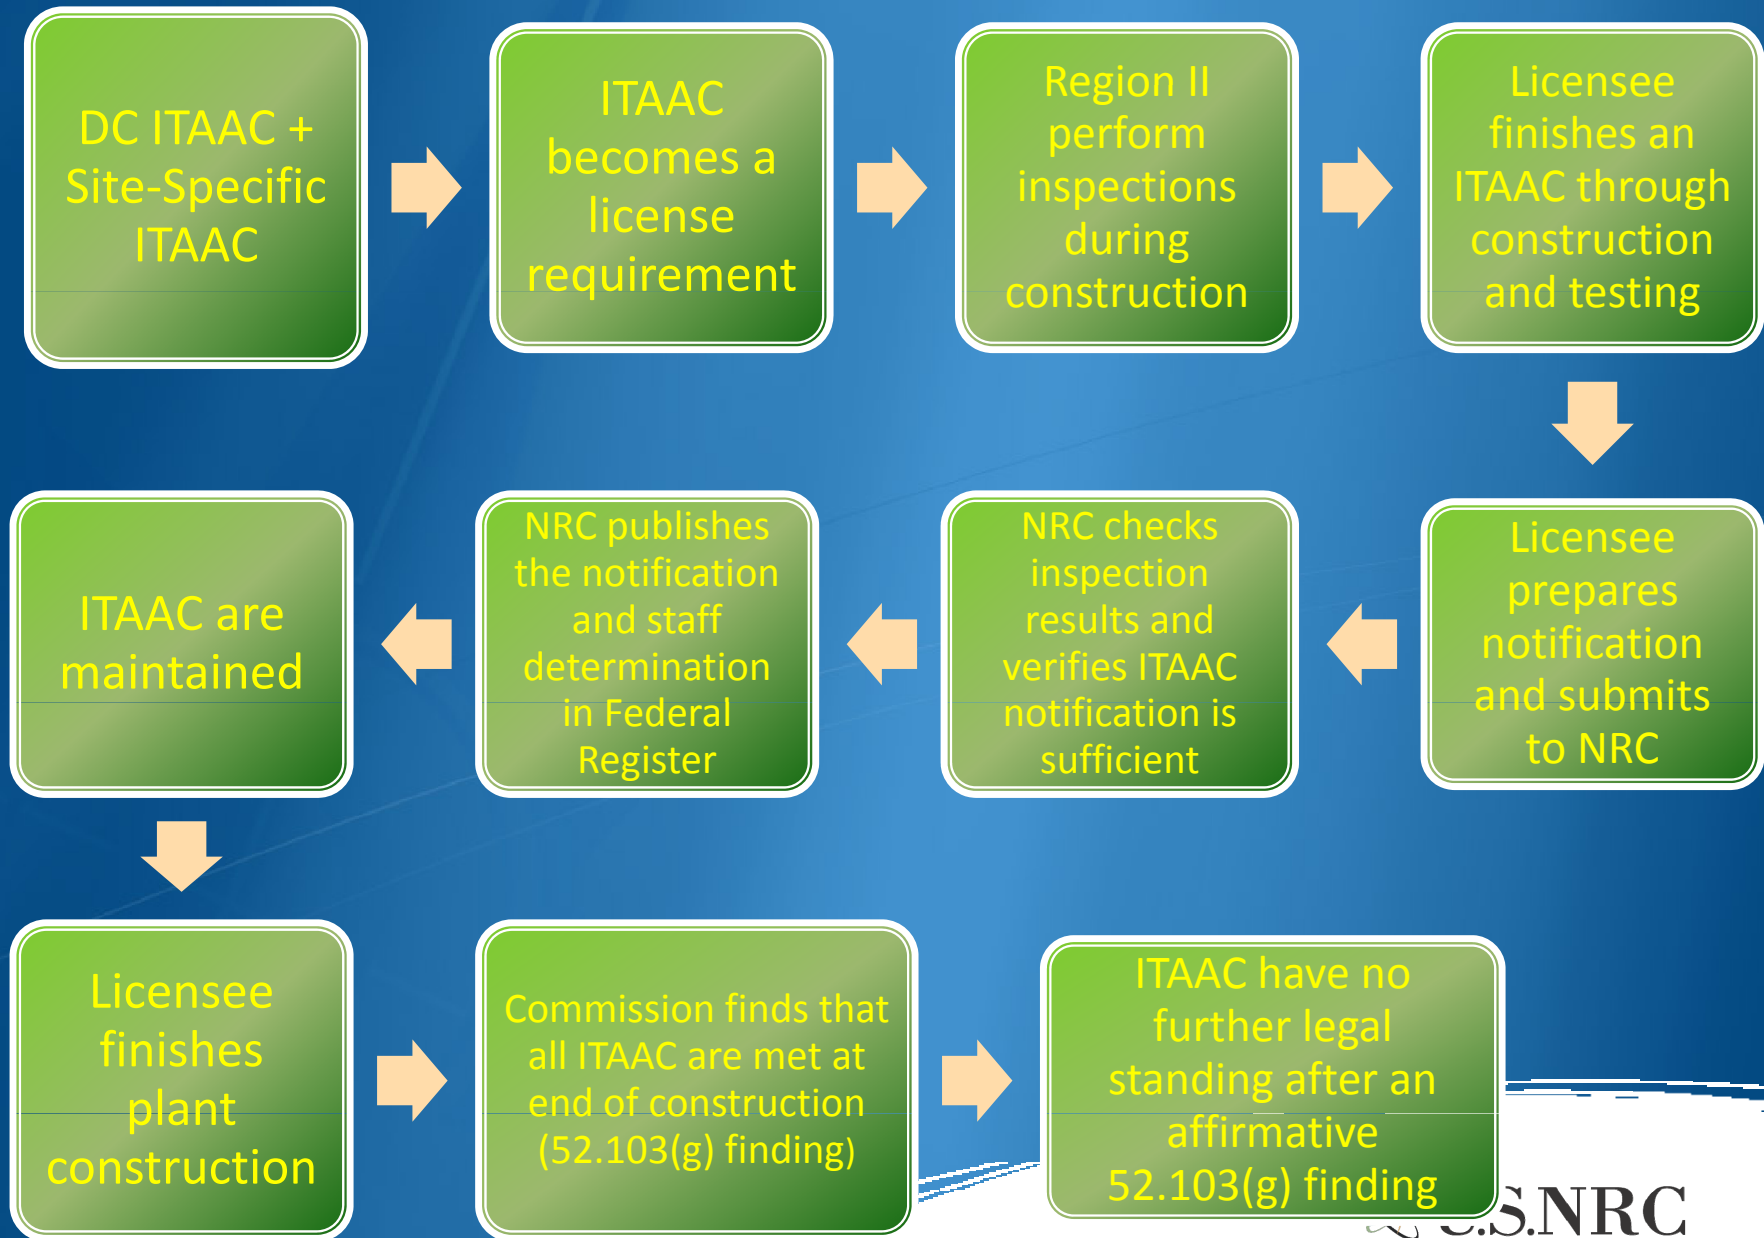 DC ITAAC +
Site-Specific
ITAAC
ITAAC
becomes a
license
requirement
Region II
perform
inspections
during
construction
Licensee
finishes an
ITAAC through
construction
and testing
Licensee
prepares
notification
and submits
to NRC
NRC checks
inspection
results and
verifies ITAAC
notification is
sufficient
NRC publishes
the notification
and staff
determination
in Federal
Register
ITAAC are
maintained
Licensee
finishes
plant
construction
Commission finds that
all ITAAC are met at
end of construction
(52.103(g) finding)
ITAAC have no
further legal
standing after an
affirmative
52.103(g) finding
.S.NRC